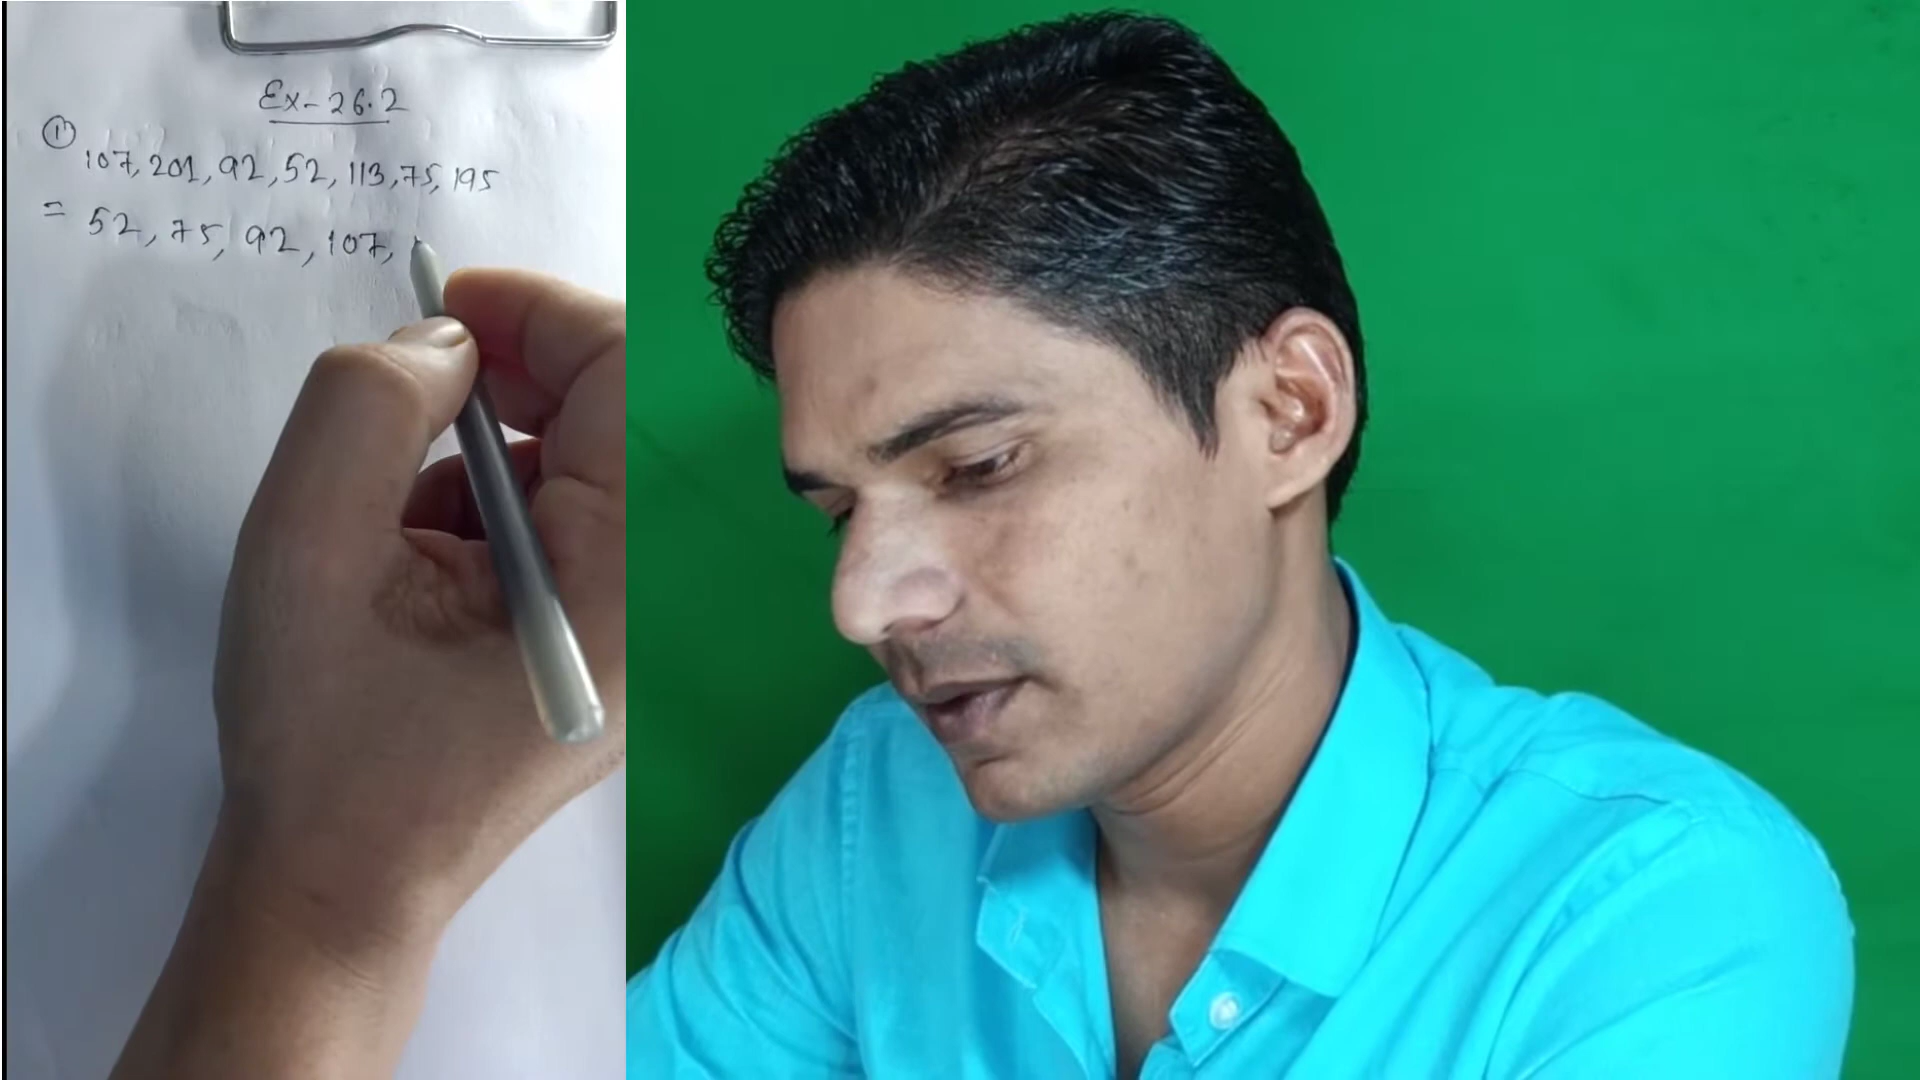 Ex-26.2
① 107, 201, 92, 52, 113, 75, 195
= 52, 75, 92, 107,